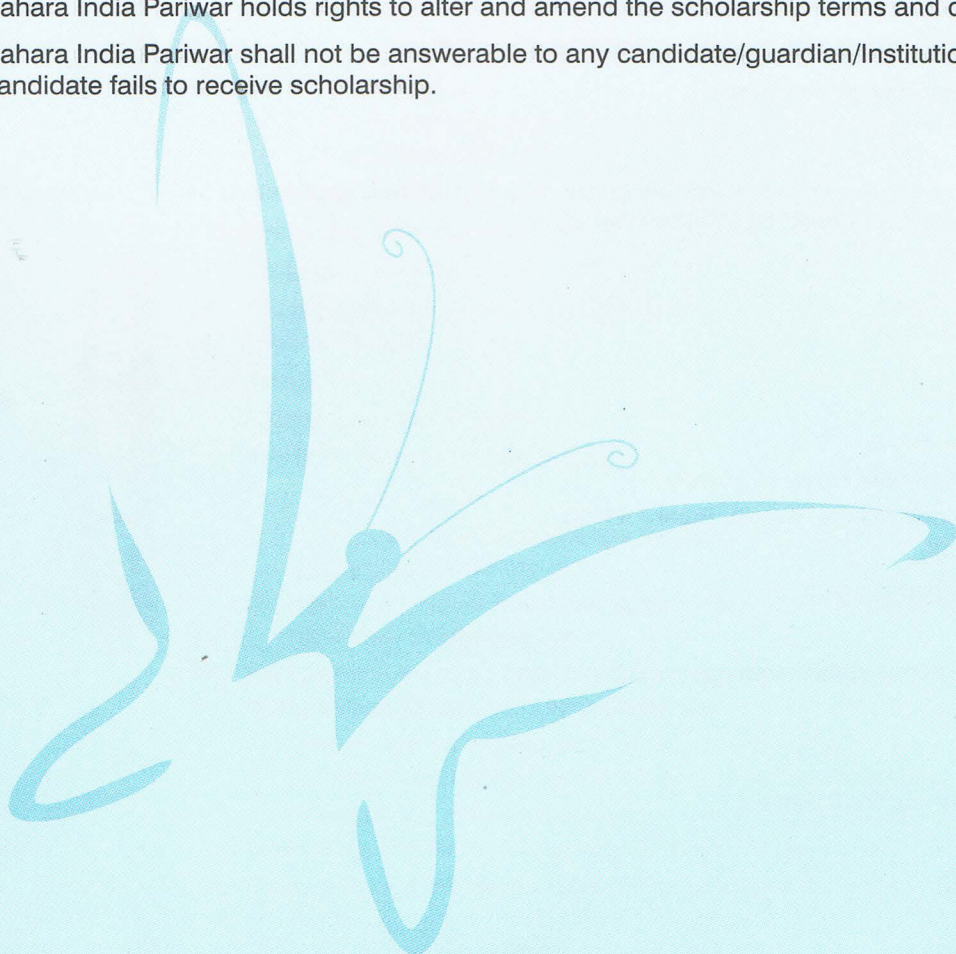 ahara India Pariwar holds rights to alter and amend the scholarship terms and
ahara India Pariwar shall not be answerable to any candidate/guardian/Institutio
andidate fails to receive scholarship.